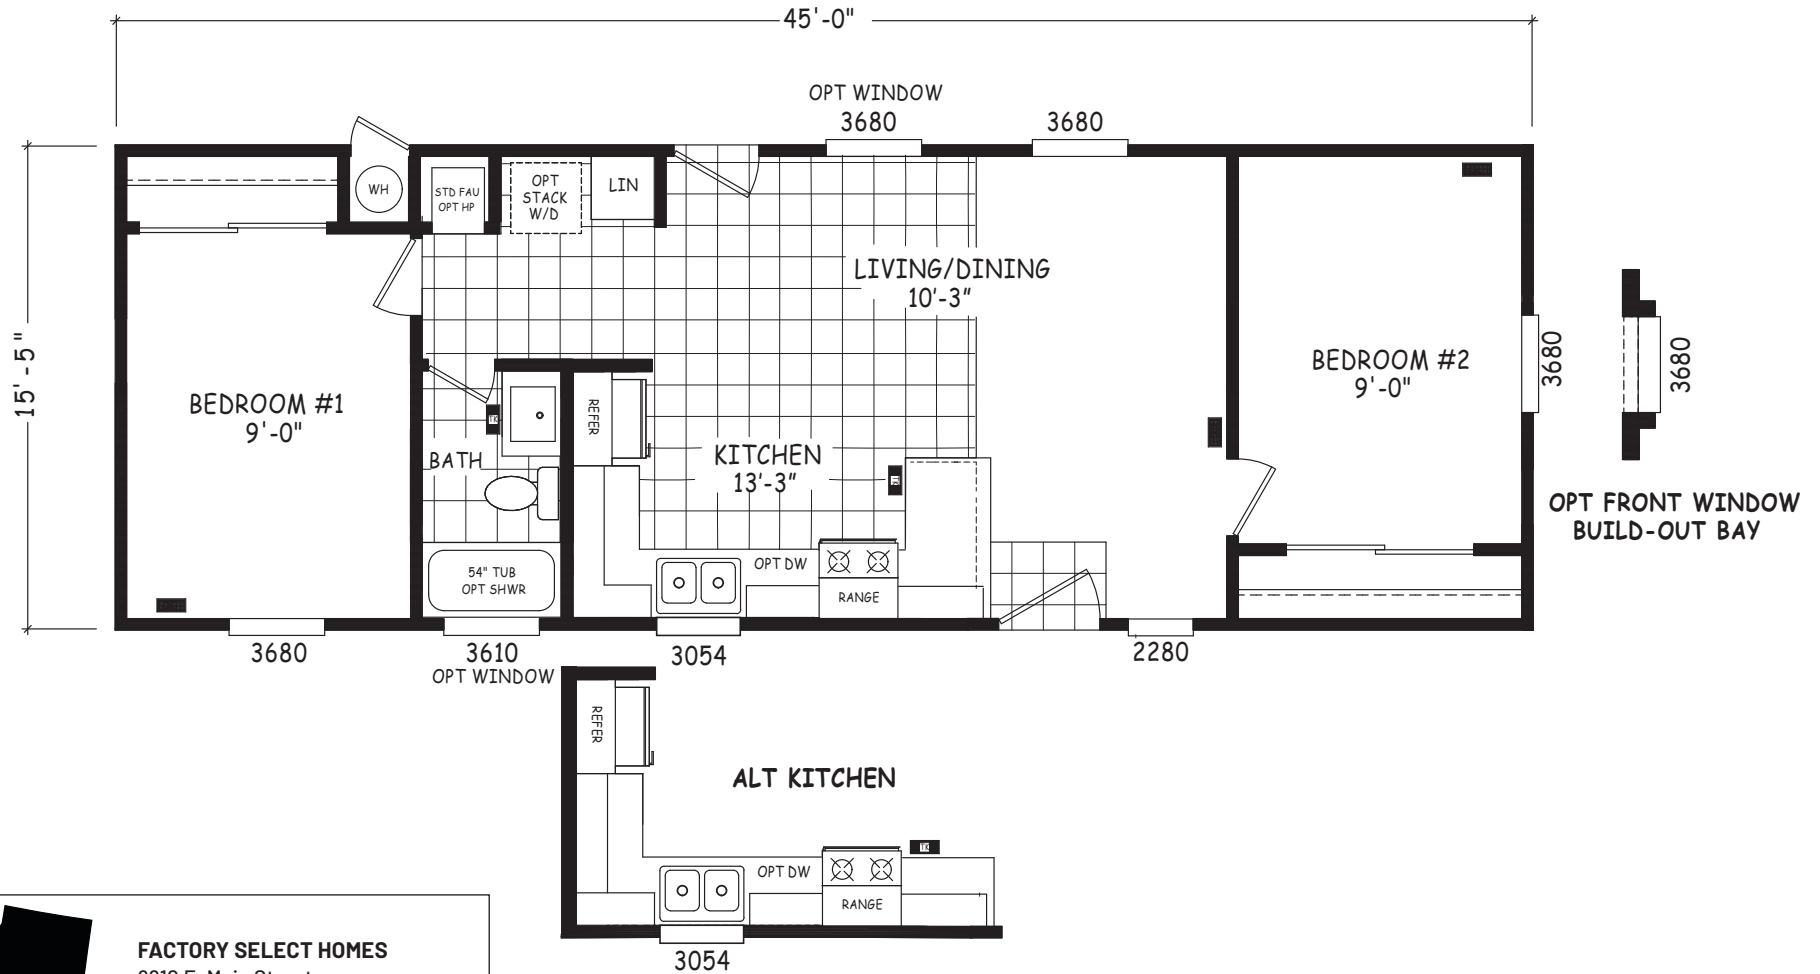 45'-0"
OPT WINDOW
3680
3680
WH
STD FAU
OPT HP
OPT
STACK
W/D
LIN
LIVING/DINING
10'-3"
15'-5"
BEDROOM #1
9'-0"
REFER
TK
BATH
KITCHEN
13'-3"
TK
BEDROOM #2
9'-0"
3680
3680
OPT FRONT WINDOW
BUILD-OUT BAY
54" TUB
OPT SHWR
OPT DW
RANGE
3680
3610
OPT WINDOW
3054
2280
REFER
ALT KITCHEN
TK
OPT DW
RANGE
3054
FACTORY SELECT HOMES